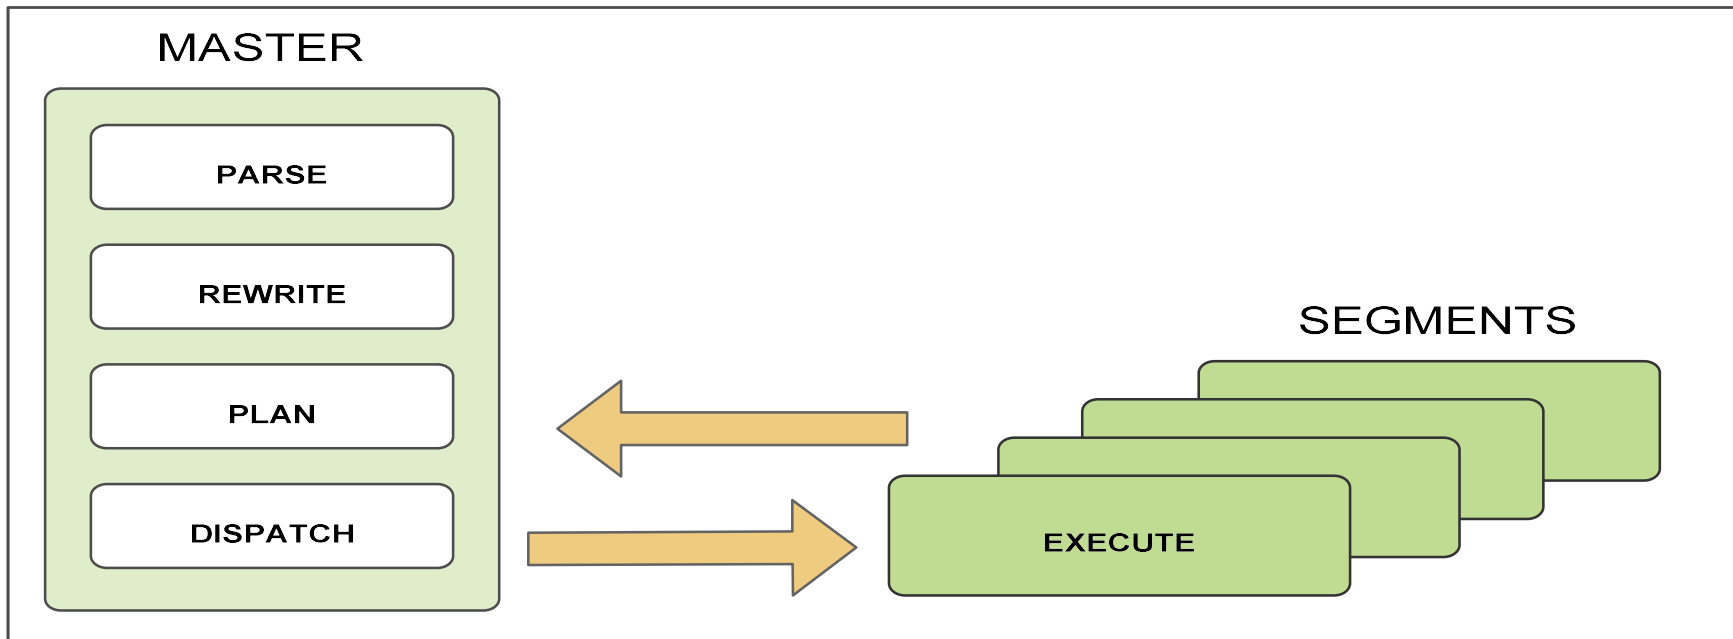 MASTER
PARSE
REWRITE
PLAN
DISPATCH
SEGMENTS
EXECUTE